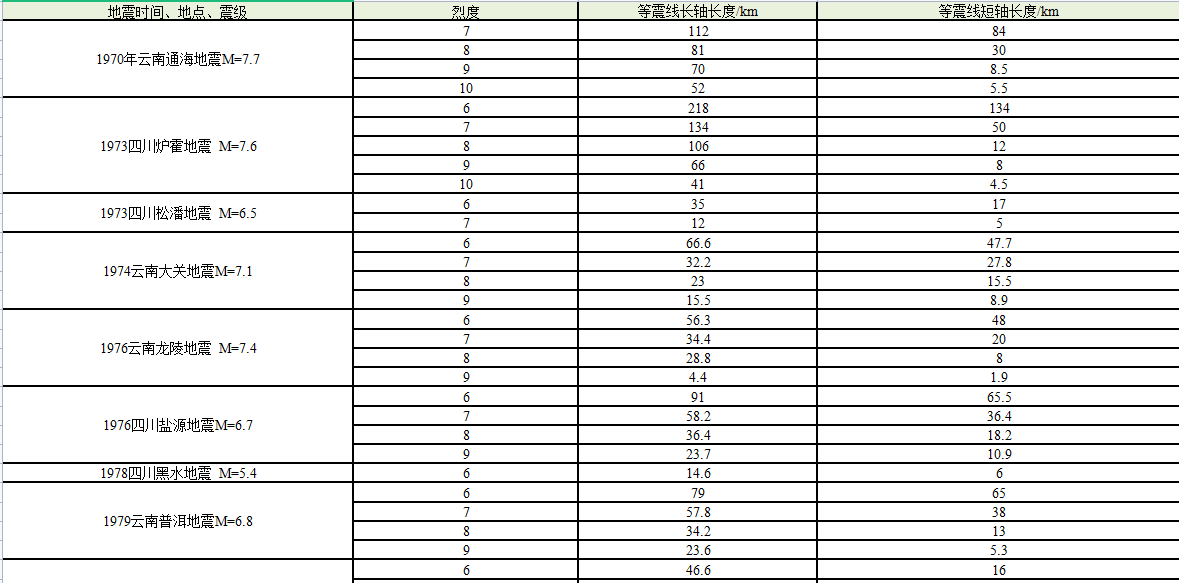 地震时间、地点、震级 烈度 等震线长轴长度/km 等震线短轴长度/km
1970年云南通海地震M=7.7 7 112 84
8 81 30
9 70 8.5
10 52 5.5
1973四川炉霍地震 M=7.6 6 218 134
7 134 50
8 106 12
9 66 8
10 41 4.5
1973四川松潘地震 M=6.5 6 35 17
7 12 5
1974云南大关地震M=7.1 6 66.6 47.7
7 32.2 27.8
8 23 15.5
9 15.5 8.9
1976云南龙陵地震 M=7.4 6 56.3 48
7 34.4 20
8 28.8 8
9 4.4 1.9
1976四川盐源地震M=6.7 6 91 65.5
7 58.2 36.4
8 36.4 18.2
9 23.7 10.9
1978四川黑水地震 M=5.4 6 14.6 6
1979云南普洱地震M=6.8 6 79 65
7 57.8 38
8 34.2 13
9 23.6 5.3
6 46.6 16